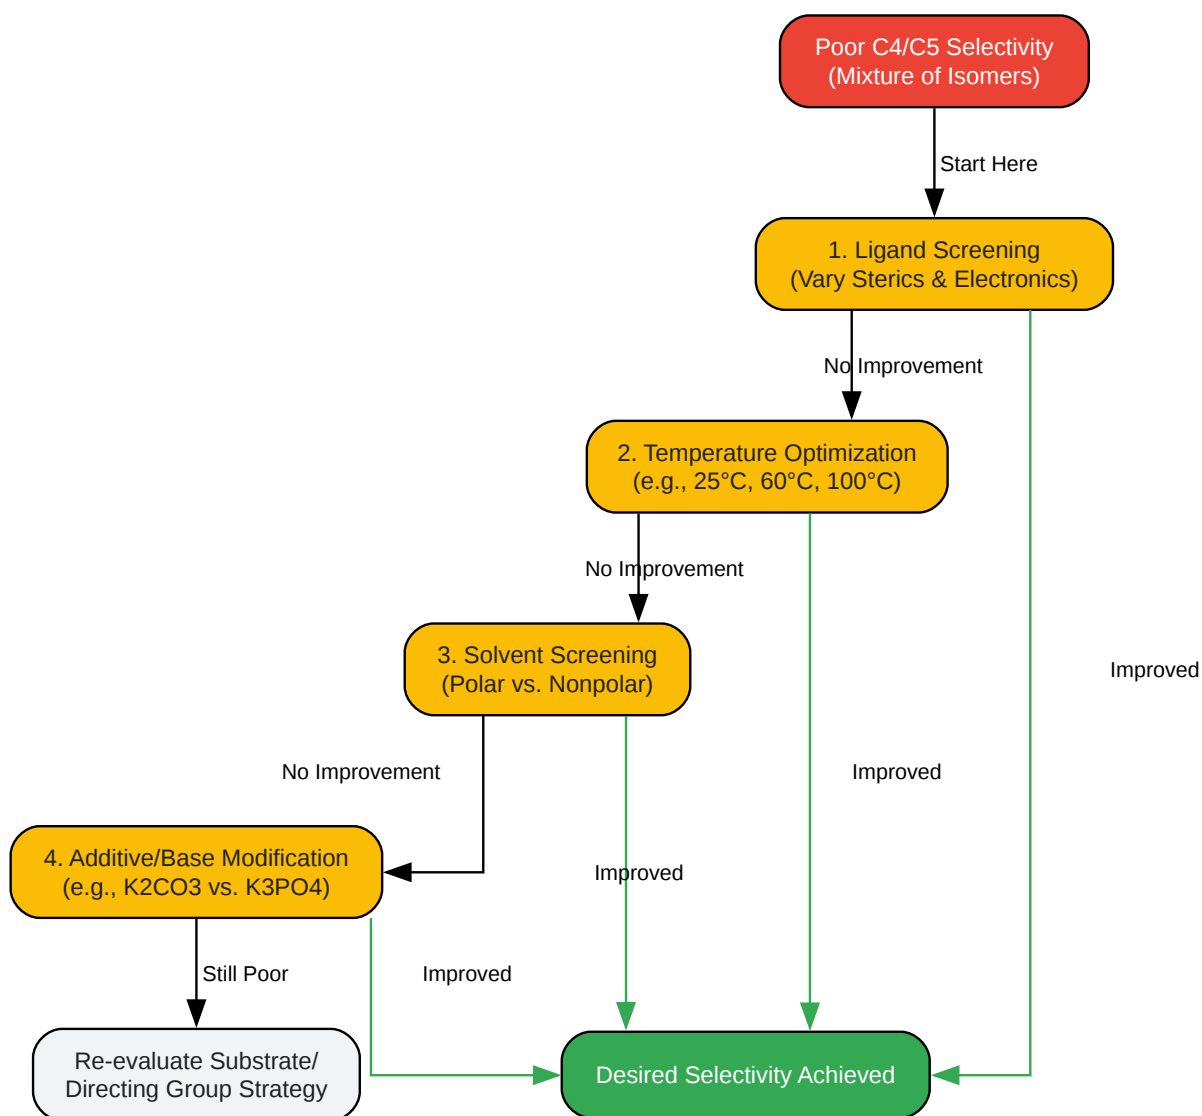 Poor C4/C5 Selectivity
(Mixture of Isomers)
Start Here
1. Ligand Screening
(Vary Sterics & Electronics)
No Improvement
2. Temperature Optimization
(e.g., 25°C, 60°C, 100°C)
No Improvement
3. Solvent Screening
(Polar vs. Nonpolar)
Improved
No Improvement
Improved
4. Additive/Base Modification
(e.g., K2CO3 vs. K3PO4)
Improved
Still Poor
Improved
Re-evaluate Substrate/
Directing Group Strategy
Desired Selectivity Achieved